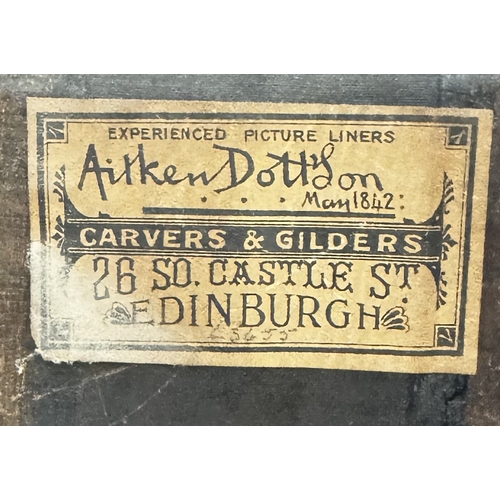 EXPERIENCED PICTURE LINERS
Aitken Dott & Son
May 1842:
CARVERS & GILDERS
26 SO. CASTLE ST.
EDINBURGH